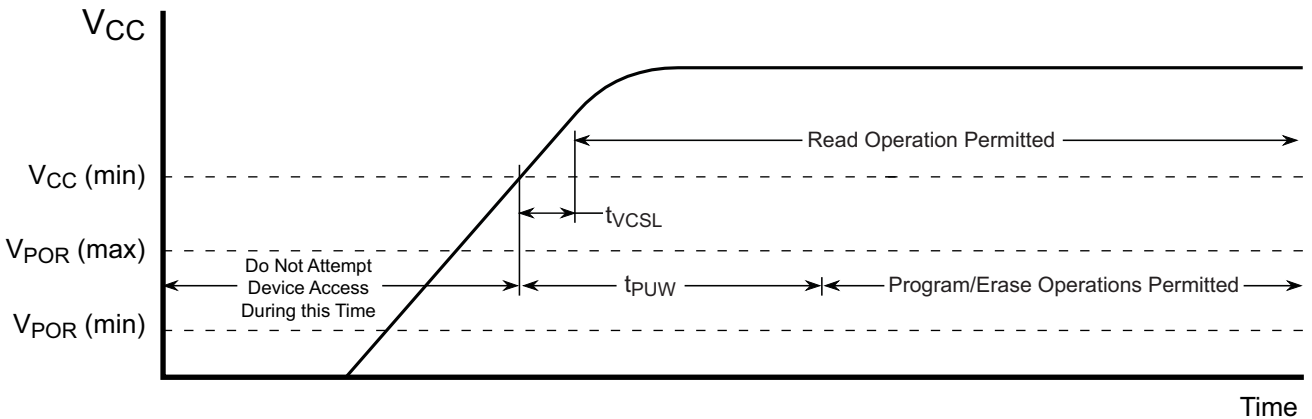 VCC
Read Operation Permitted
VCC (min)
tVCSL
VPOR (max)
Do Not Attempt
Device Access
During this Time
tPUW
Program/Erase Operations Permitted
VPOR (min)
Time